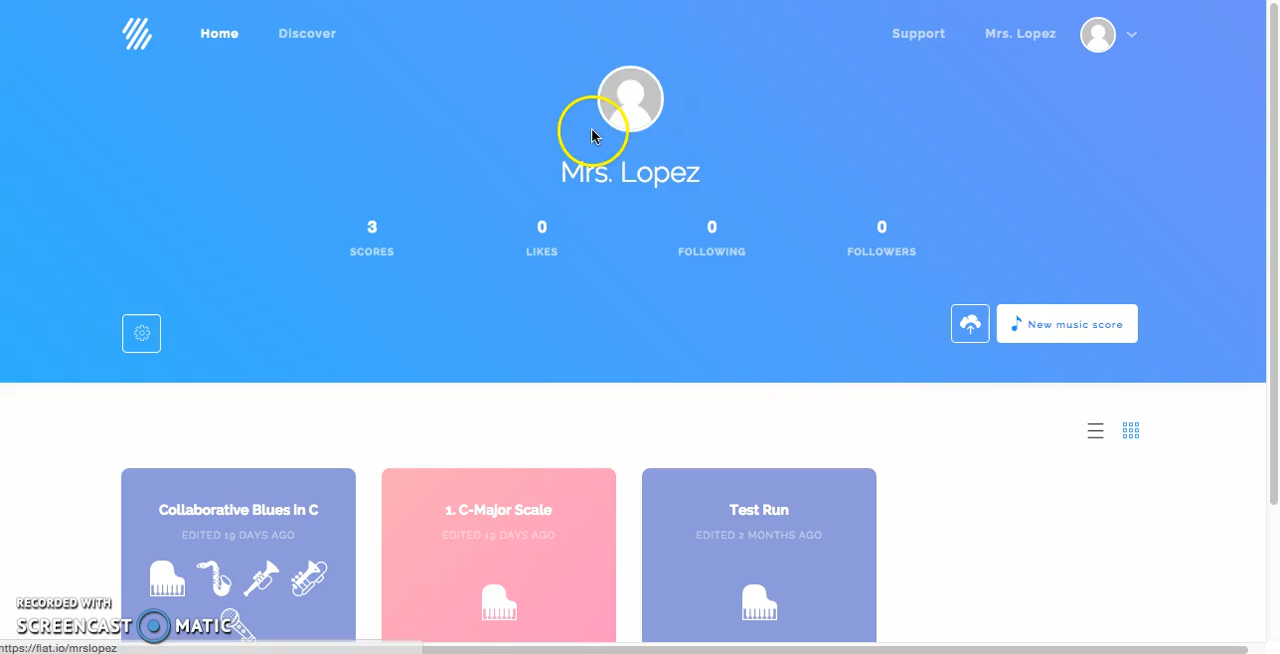 Home Discover Support Mrs. Lopez
Mrs. Lopez
3 0 0 0
SCORES LIKES FOLLOWING FOLLOWERS
New music score
Collaborative Blues in C 1. C-Major Scale Test Run
EDITED 19 DAYS AGO EDITED 19 DAYS AGO EDITED 2 MONTHS AGO
RECORDED WITH
SCREENCAST MATIC
https://flat.io/mrslopez